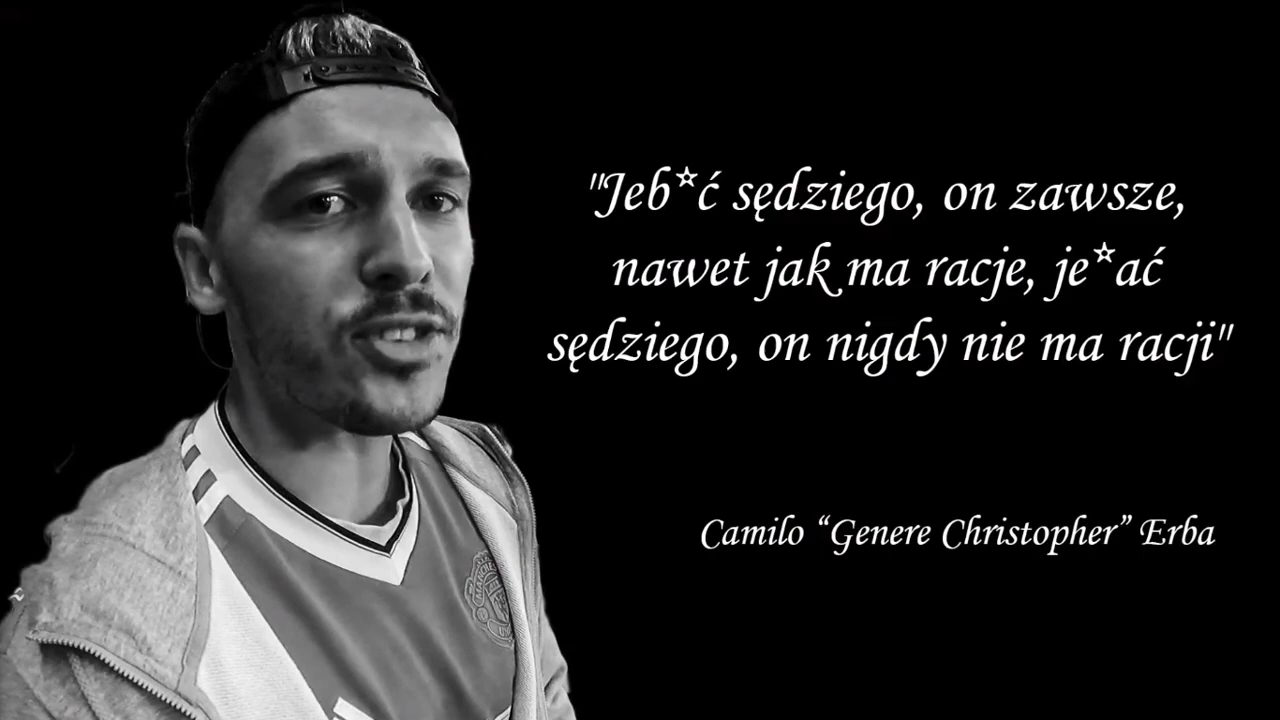 "Jeb*ć sędziego, on zawsze,
nawet jak ma racje, je*ać
sędziego, on nigdy nie ma racji"
Camilo “Genere Christopher” Erba